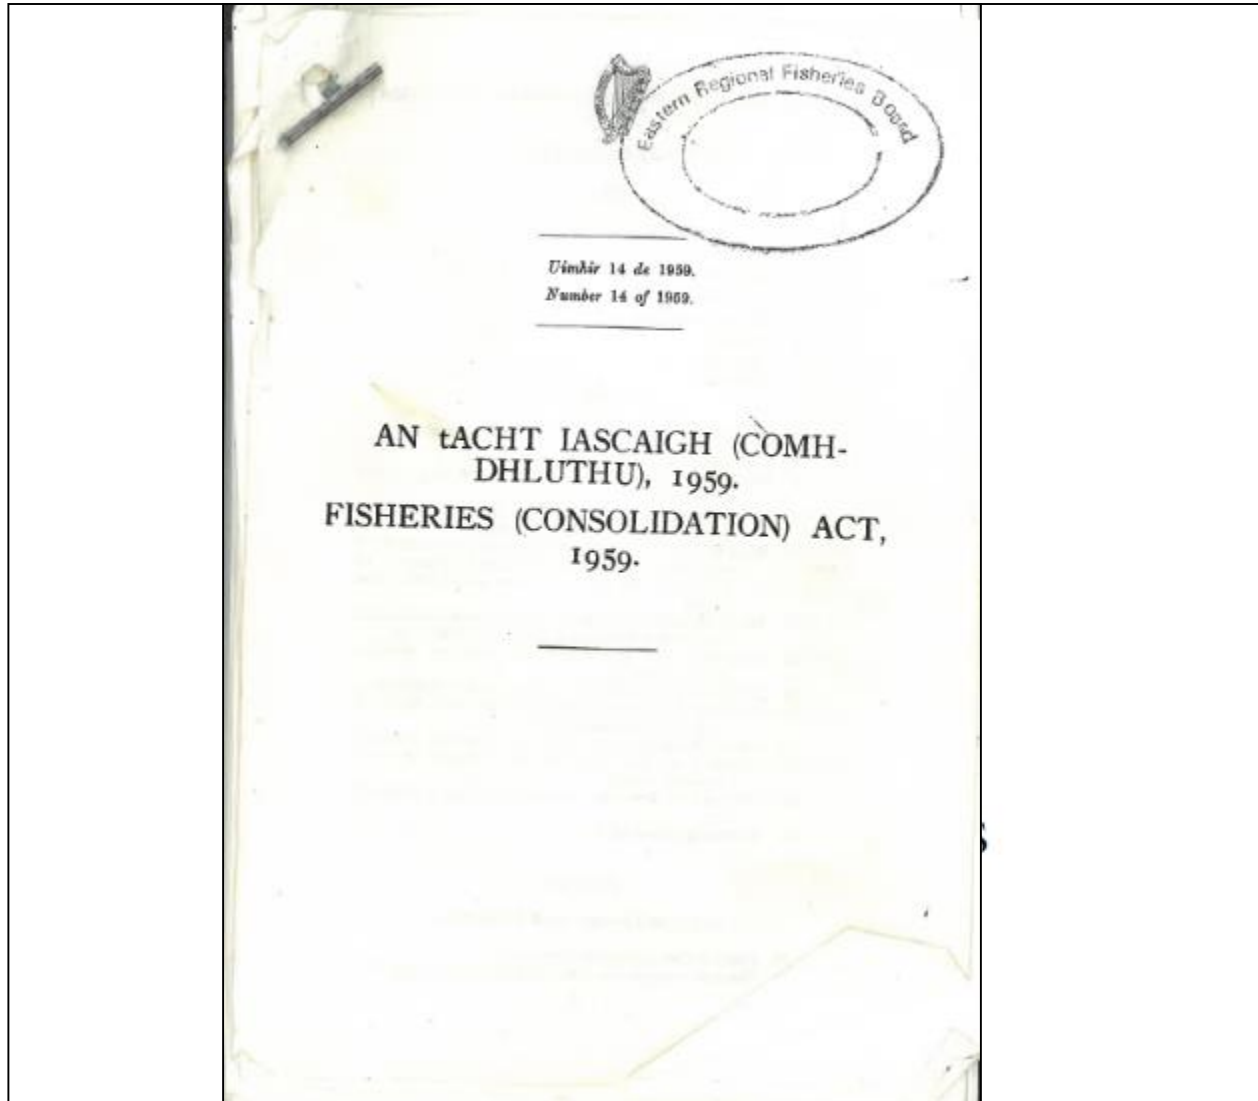 Eastern Regional Fisheries Board
Uimhir 14 de 1959.
Number 14 of 1959.
AN tACHT IASCAIGH (COMH-
DHLUTHU), 1959.
FISHERIES (CONSOLIDATION) ACT,
1959.